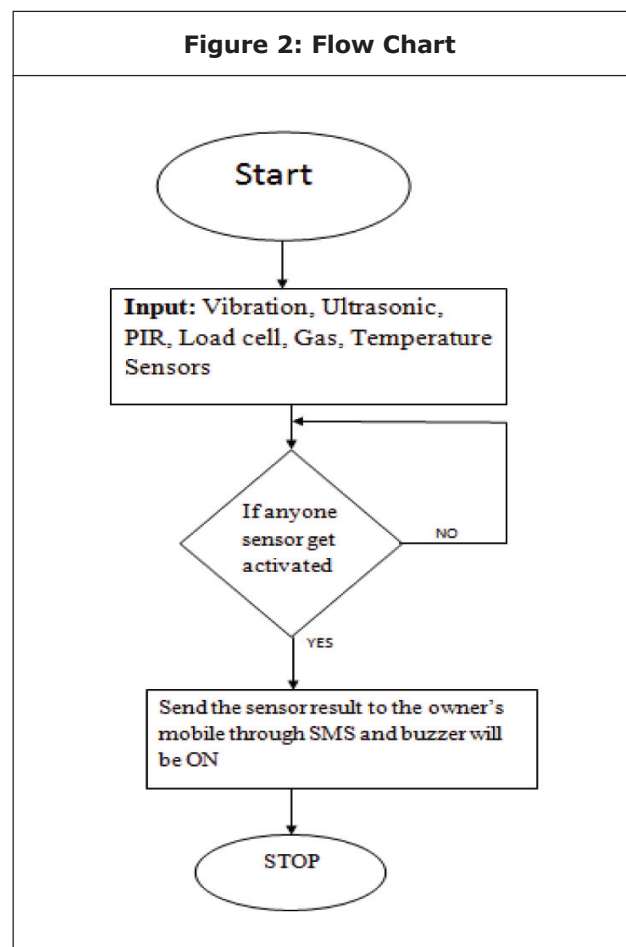 Figure 2: Flow Chart
Start
Input: Vibration, Ultrasonic,
PIR, Load cell, Gas, Temperature
Sensors
If anyone
sensor get
activated
NO
YES
Send the sensor result to the owner's
mobile through SMS and buzzer will
be ON
STOP